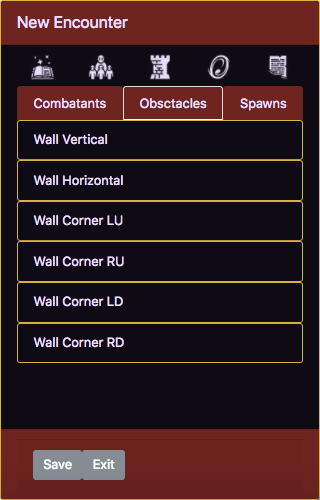 New Encounter
Combatants Obsctacles Spawns
Wall Vertical
Wall Horizontal
Wall Corner LU
Wall Corner RU
Wall Corner LD
Wall Corner RD
Save Exit